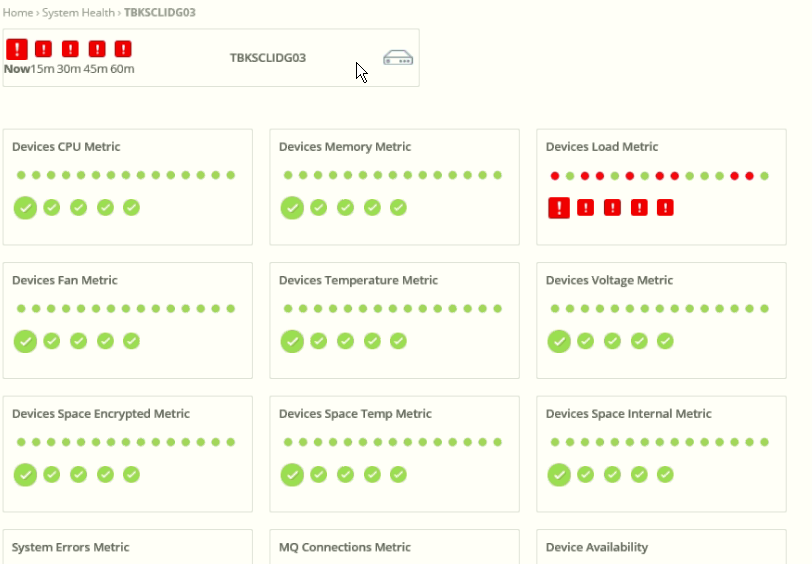 Home › System Health › TBKSCLIDG03
Now 15m 30m 45m 60m
TBKSCLIDG03
Devices CPU Metric
Devices Memory Metric
Devices Load Metric
Devices Fan Metric
Devices Temperature Metric
Devices Voltage Metric
Devices Space Encrypted Metric
Devices Space Temp Metric
Devices Space Internal Metric
System Errors Metric
MQ Connections Metric
Device Availability